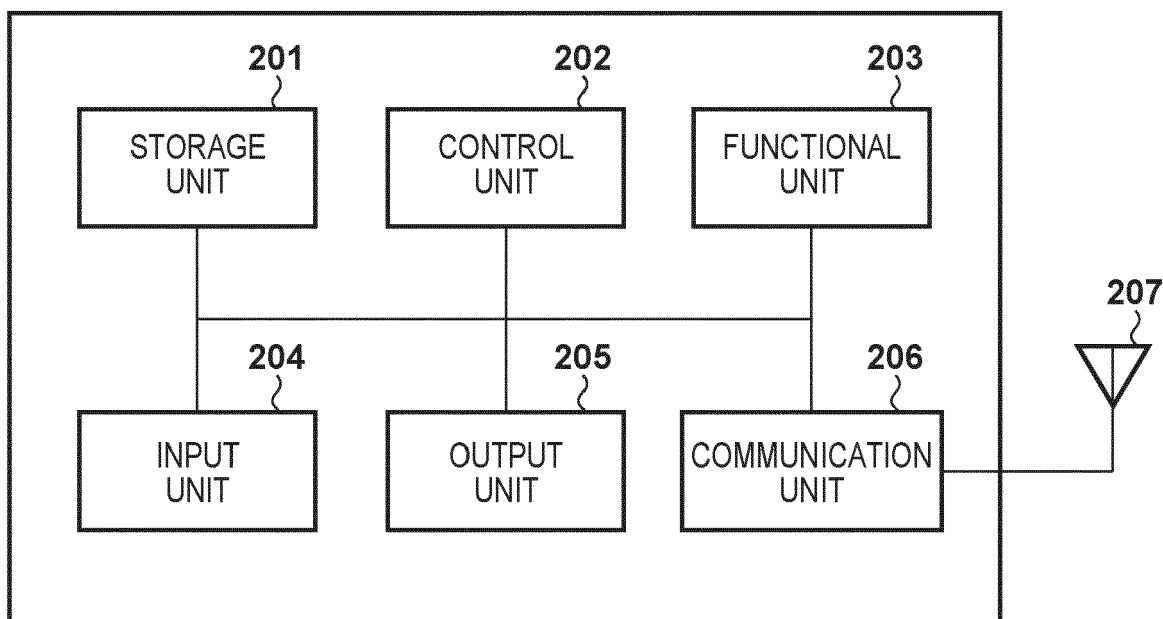 201
STORAGE
UNIT
202
CONTROL
UNIT
203
FUNCTIONAL
UNIT
207
204
INPUT
UNIT
205
OUTPUT
UNIT
206
COMMUNICATION
UNIT